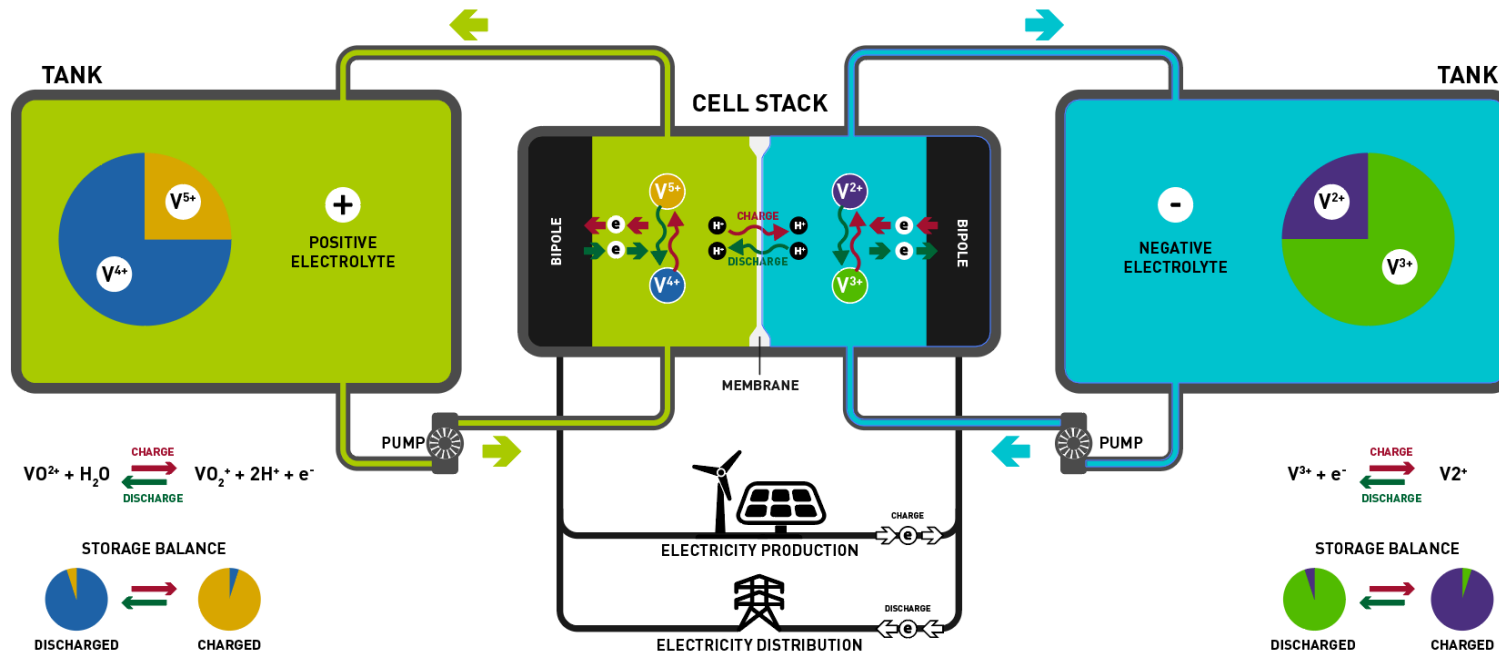 TANK
TANK
CELL STACK
V⁵⁺
V⁴⁺
+
POSITIVE
ELECTROLYTE
BIPOLE
e
e
V⁵⁺
V⁴⁺
H⁺
CHARGE
H⁺
H⁺
DISCHARGE
H⁺
V²⁺
V³⁺
e
e
BIPOLE
-
NEGATIVE
ELECTROLYTE
V²⁺
V³⁺
MEMBRANE
PUMP
PUMP
VO²⁺ + H₂O CHARGE DISCHARGE VO₂⁺ + 2H⁺ + e⁻
V³⁺ + e⁻ CHARGE DISCHARGE V2⁺
CHARGE
e
ELECTRICITY PRODUCTION
DISCHARGE
e
ELECTRICITY DISTRIBUTION
STORAGE BALANCE
DISCHARGED CHARGED
STORAGE BALANCE
DISCHARGED CHARGED